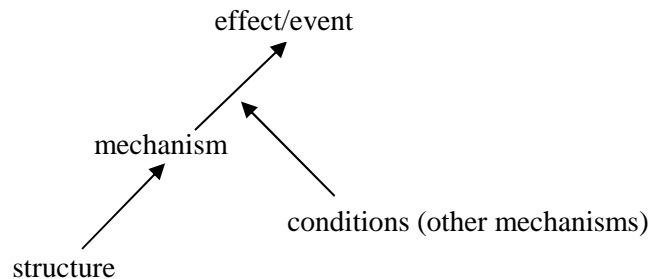 effect/event
mechanism
conditions (other mechanisms)
structure